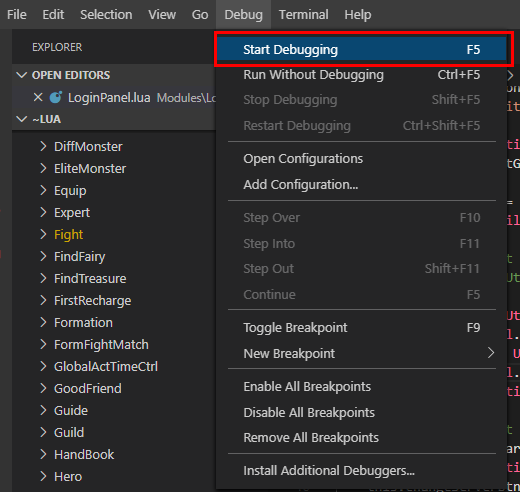 File Edit Selection View Go Debug Terminal Help
EXPLORER
OPEN EDITORS
LoginPanel.lua Modules\Lo
~LUA
DiffMonster
EliteMonster
Equip
Expert
Fight
FindFairy
FindTreasure
FirstRecharge
Formation
FormFightMatch
GlobalActTimeCtrl
GoodFriend
Guide
Guild
HandBook
Hero
Start Debugging F5
Run Without Debugging Ctrl+F5
Stop Debugging Shift+F5
Restart Debugging Ctrl+Shift+F5
Open Configurations
Add Configuration...
Step Over F10
Step Into F11
Step Out Shift+F11
Continue F5
Toggle Breakpoint F9
New Breakpoint
Enable All Breakpoints
Disable All Breakpoints
Remove All Breakpoints
Install Additional Debuggers...